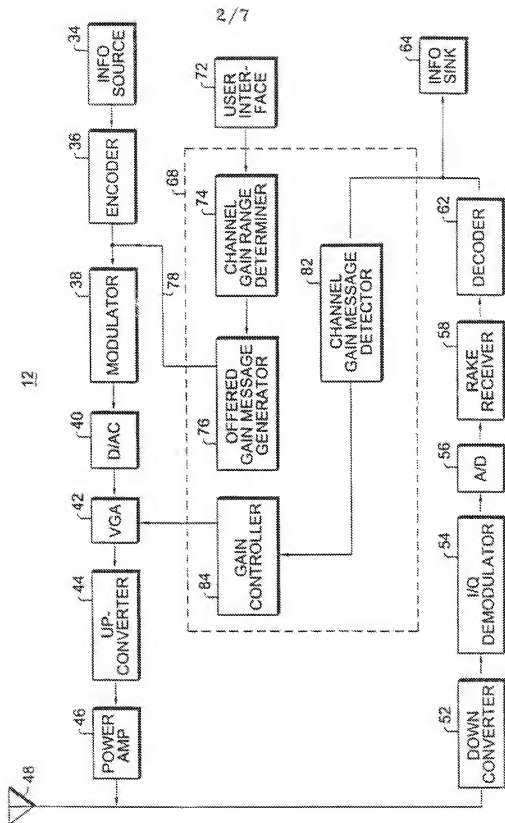 2/7
12
34
INFO
SOURCE
36
ENCODER
38
MODULATOR
40
D/AC
42
VGA
44
UP-
CONVERTER
46
POWER
AMP
48
72
USER
INTER-
FACE
68
74
CHANNEL
GAIN RANGE
DETERMINER
78
76
OFFERED
GAIN MESSAGE
GENERATOR
84
GAIN
CONTROLLER
82
CHANNEL
GAIN MESSAGE
DETECTOR
64
INFO
SINK
62
DECODER
58
RAKE
RECEIVER
56
A/D
54
I/Q
DEMODULATOR
52
DOWN
CONVERTER